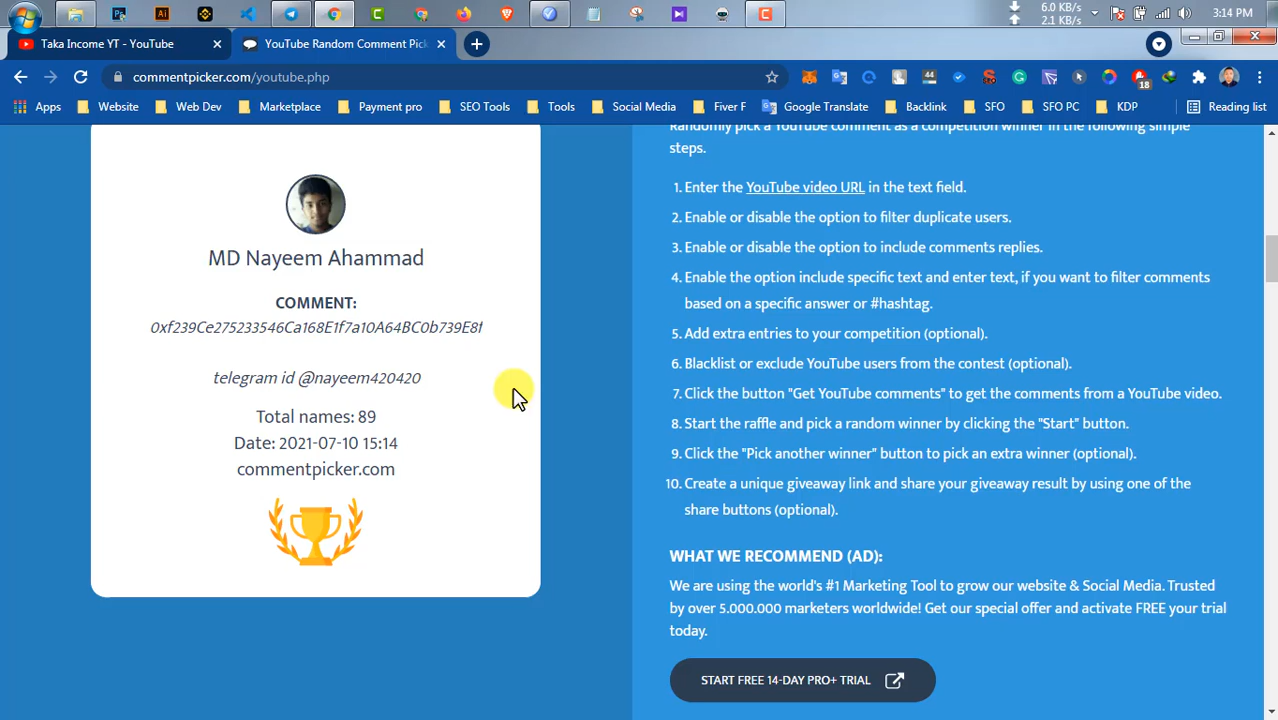 6.0 KB/s
2.1 KB/s
3:14 PM
Taka Income YT - YouTube
YouTube Random Comment Pick
commentpicker.com/youtube.php
44
18
Apps
Website
Web Dev
Marketplace
Payment pro
SEO Tools
Tools
Social Media
Fiver F
Google Translate
Backlink
SFO
SFO PC
KDP
Reading list
MD Nayeem Ahammad
COMMENT:
0xf239Ce275233546Ca168E1f7a10A64BC0b739E8f
telegram id @nayeem420420
Total names: 89
Date: 2021-07-10 15:14
commentpicker.com
Randomly pick a YouTube comment as a competition winner in the following simple
steps.
1. Enter the YouTube video URL in the text field.
2. Enable or disable the option to filter duplicate users.
3. Enable or disable the option to include comments replies.
4. Enable the option include specific text and enter text, if you want to filter comments
based on a specific answer or #hashtag.
5. Add extra entries to your competition (optional).
6. Blacklist or exclude YouTube users from the contest (optional).
7. Click the button "Get YouTube comments" to get the comments from a YouTube video.
8. Start the raffle and pick a random winner by clicking the "Start" button.
9. Click the "Pick another winner" button to pick an extra winner (optional).
10. Create a unique giveaway link and share your giveaway result by using one of the
share buttons (optional).
WHAT WE RECOMMEND (AD):
We are using the world's #1 Marketing Tool to grow our website & Social Media. Trusted
by over 5.000.000 marketers worldwide! Get our special offer and activate FREE your trial
today.
START FREE 14-DAY PRO+ TRIAL